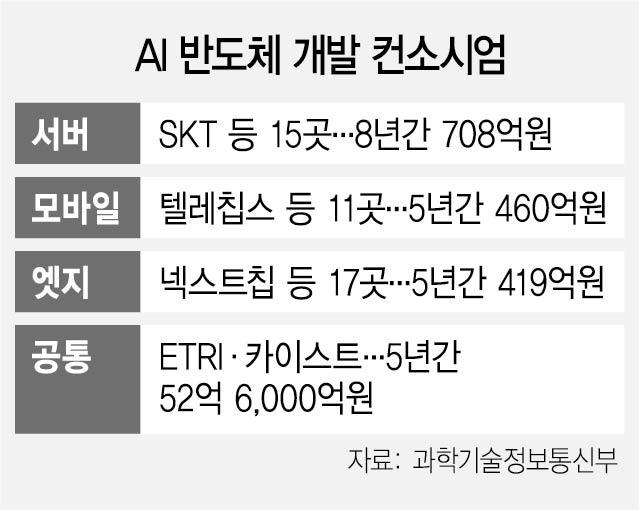 AI 반도체 개발 컨소시엄
서버 SKT 등 15곳…8년간 708억원
모바일 텔레칩스 등 11곳…5년간 460억원
엣지 넥스트칩 등 17곳…5년간 419억원
공통 ETRI·카이스트…5년간
52억 6,000억원
자료: 과학기술정보통신부